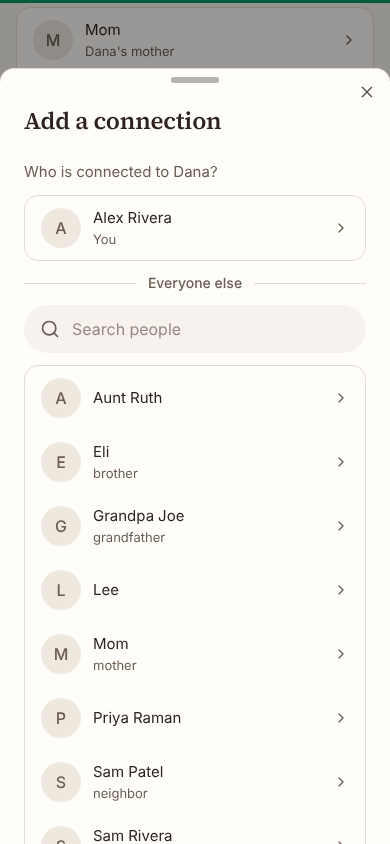 M
Mom
Dana's mother
Add a connection
Who is connected to Dana?
A
Alex Rivera
You
Everyone else
Search people
A
Aunt Ruth
E
Eli
brother
G
Grandpa Joe
grandfather
L
Lee
M
Mom
mother
P
Priya Raman
S
Sam Patel
neighbor
S
Sam Rivera